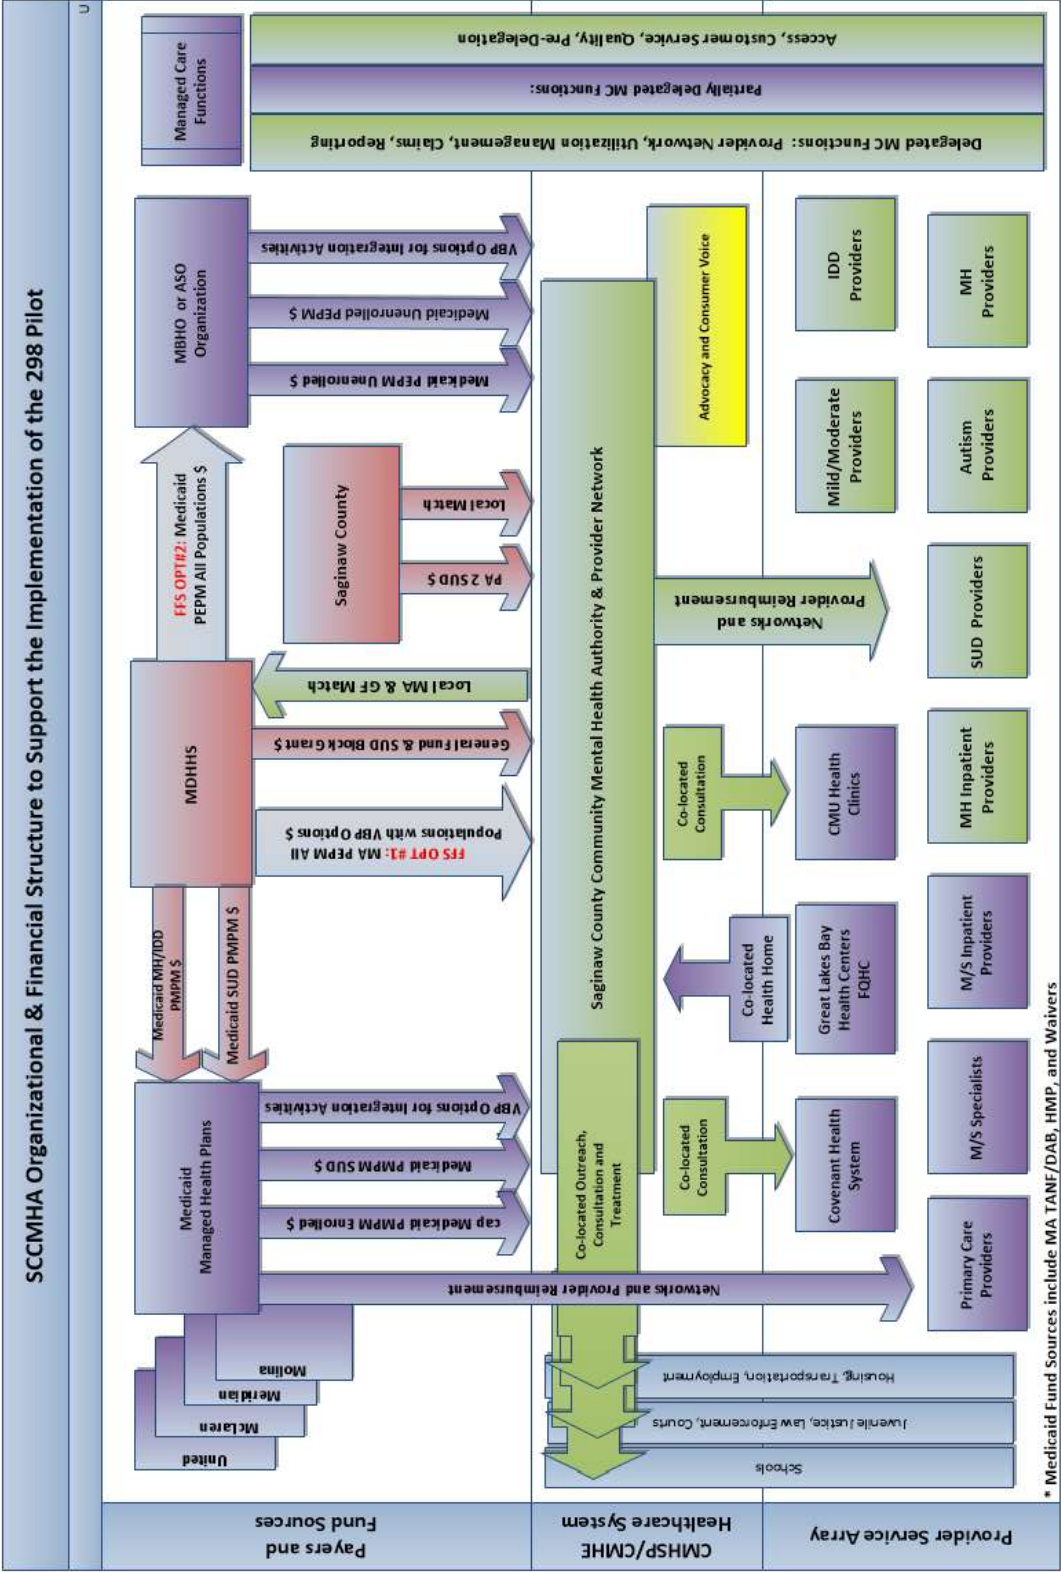 SCCMHA Organizational & Financial Structure to Support the Implementation of the 298 Pilot
U
Payers and
Fund Sources
United
McLaren
Meridian
Molina
Medicaid
Managed Health Plans
Medicaid MH/IDD
PMPM $
Medicaid SUD PMPM $
MDHHS
FFS OPT#2: Medicaid
PEPM All Populations $
MBHO or ASO
Organization
Managed Care
Functions
Networks and Provider Reimbursement
cap Medicaid PMPM Enrolled $
Medicaid PMPM SUD $
VBP Options for Integration Activities
FFS OPT #1: MA PEPM All
Populations with VBP Options $
General Fund & SUD Block Grant $
Local MA & GF Match
Saginaw County
PA 2 SUD $
Local Match
Medicaid PEPM Unenrolled $
Medicaid Unenrolled PEPM $
VBP Options for Integration Activities
Delegated MC Functions: Provider Network, Utilization Management, Claims, Reporting
Partially Delegated MC Functions:
Access, Customer Service, Quality, Pre-Delegation
CMHSP/CMHE
Healthcare System
Schools
Juvenile Justice, Law Enforcement, Courts
Housing, Transportation, Employment
Co-located Outreach,
Consultation and
Treatment
Saginaw County Community Mental Health Authority & Provider Network
Co-located
Consultation
Co-located
Health Home
Co-located
Consultation
Networks and
Provider Reimbursement
Advocacy and Consumer Voice
Provider Service Array
Covenant Health
System
Great Lakes Bay
Health Centers
FQHC
CMU Health
Clinics
Mild/Moderate
Providers
IDD
Providers
Primary Care
Providers
M/S Specialists
M/S Inpatient
Providers
MH Inpatient
Providers
SUD Providers
Autism
Providers
MH
Providers
* Medicaid Fund Sources include MA TANF/DAB, HMP, and Waivers